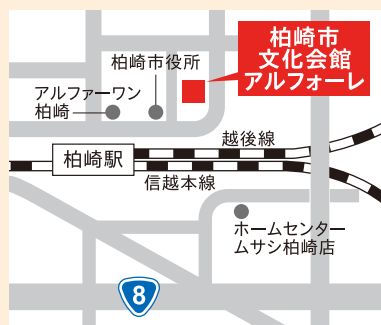 柏崎市
文化会館
アルフォーレ
柏崎市役所
アルファーワン
柏崎
越後線
柏崎駅
信越本線
ホームセンター
ムサシ柏崎店
8